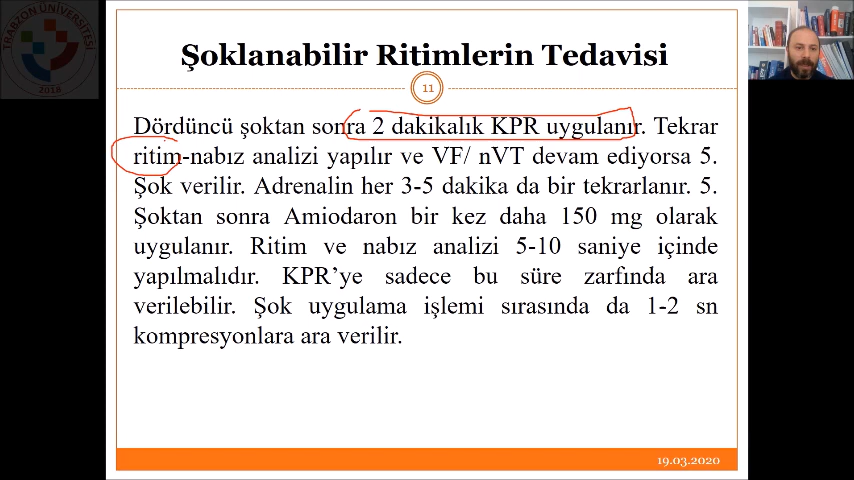 TRABZON ÜNİVERSİTESİ
2018
Şoklanabilir Ritimlerin Tedavisi
11
Dördüncü şoktan sonra 2 dakikalık KPR uygulanır. Tekrar
ritim-nabız analizi yapılır ve VF/ nVT devam ediyorsa 5.
Şok verilir. Adrenalin her 3-5 dakika da bir tekrarlanır. 5.
Şoktan sonra Amiodaron bir kez daha 150 mg olarak
uygulanır. Ritim ve nabız analizi 5-10 saniye içinde
yapılmalıdır. KPR’ye sadece bu süre zarfında ara
verilebilir. Şok uygulama işlemi sırasında da 1-2 sn
kompresyonlara ara verilir.
19.03.2020